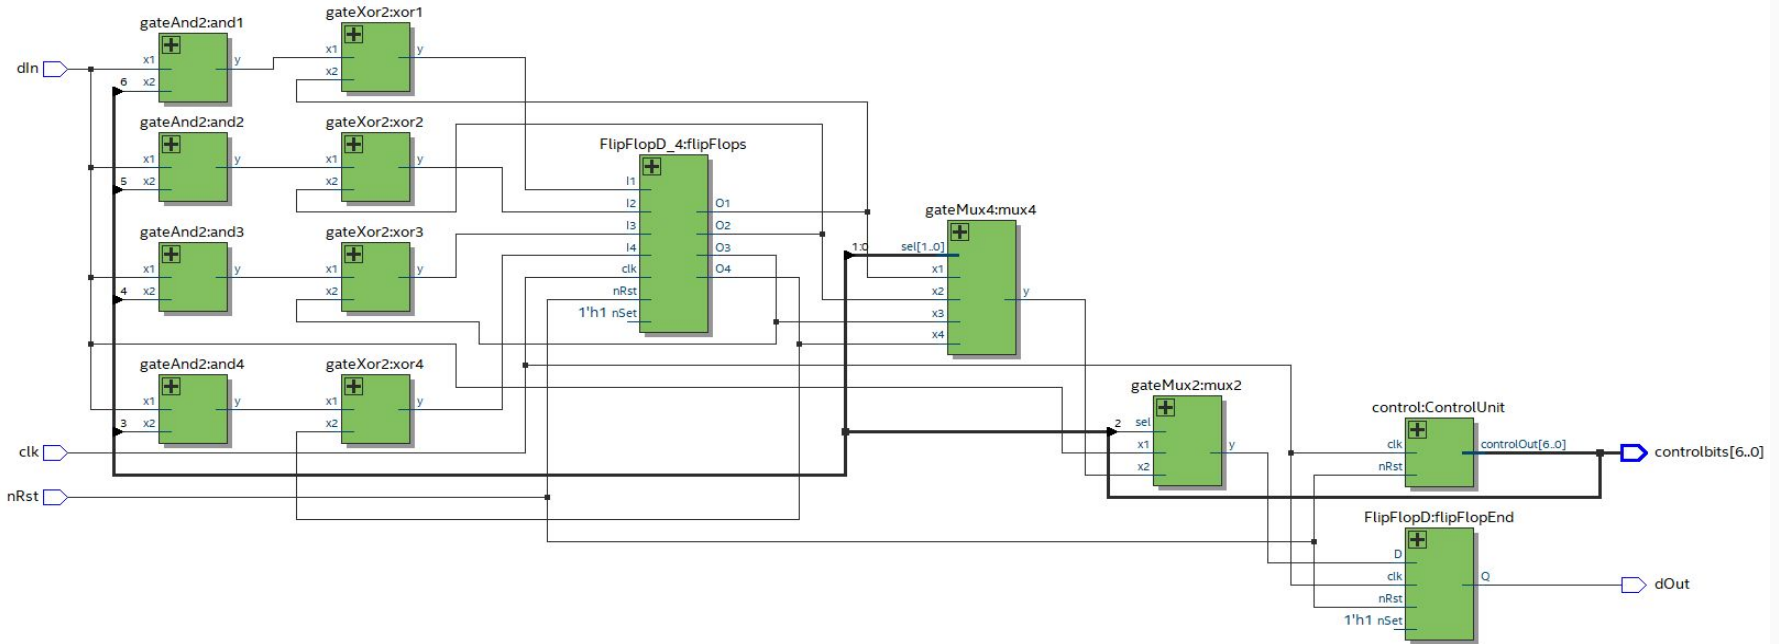 gateAnd2:and1
x1
x2
y
6
gateXor2:xor1
x1
x2
y
dIn
gateAnd2:and2
x1
x2
y
5
gateXor2:xor2
x1
x2
y
gateAnd2:and3
x1
x2
y
4
gateXor2:xor3
x1
x2
y
gateAnd2:and4
x1
x2
y
3
gateXor2:xor4
x1
x2
y
clk
nRst
FlipFlopD_4:flipFlops
I1
I2
I3
I4
clk
nRst
1'h1 nSet
O1
O2
O3
O4
gateMux4:mux4
1:0
sel[1..0]
x1
x2
x3
x4
y
gateMux2:mux2
2
sel
x1
x2
y
control:ControlUnit
clk
nRst
controlOut[6..0]
controlbits[6..0]
FlipFlopD:flipFlopEnd
D
clk
nRst
1'h1 nSet
Q
dOut